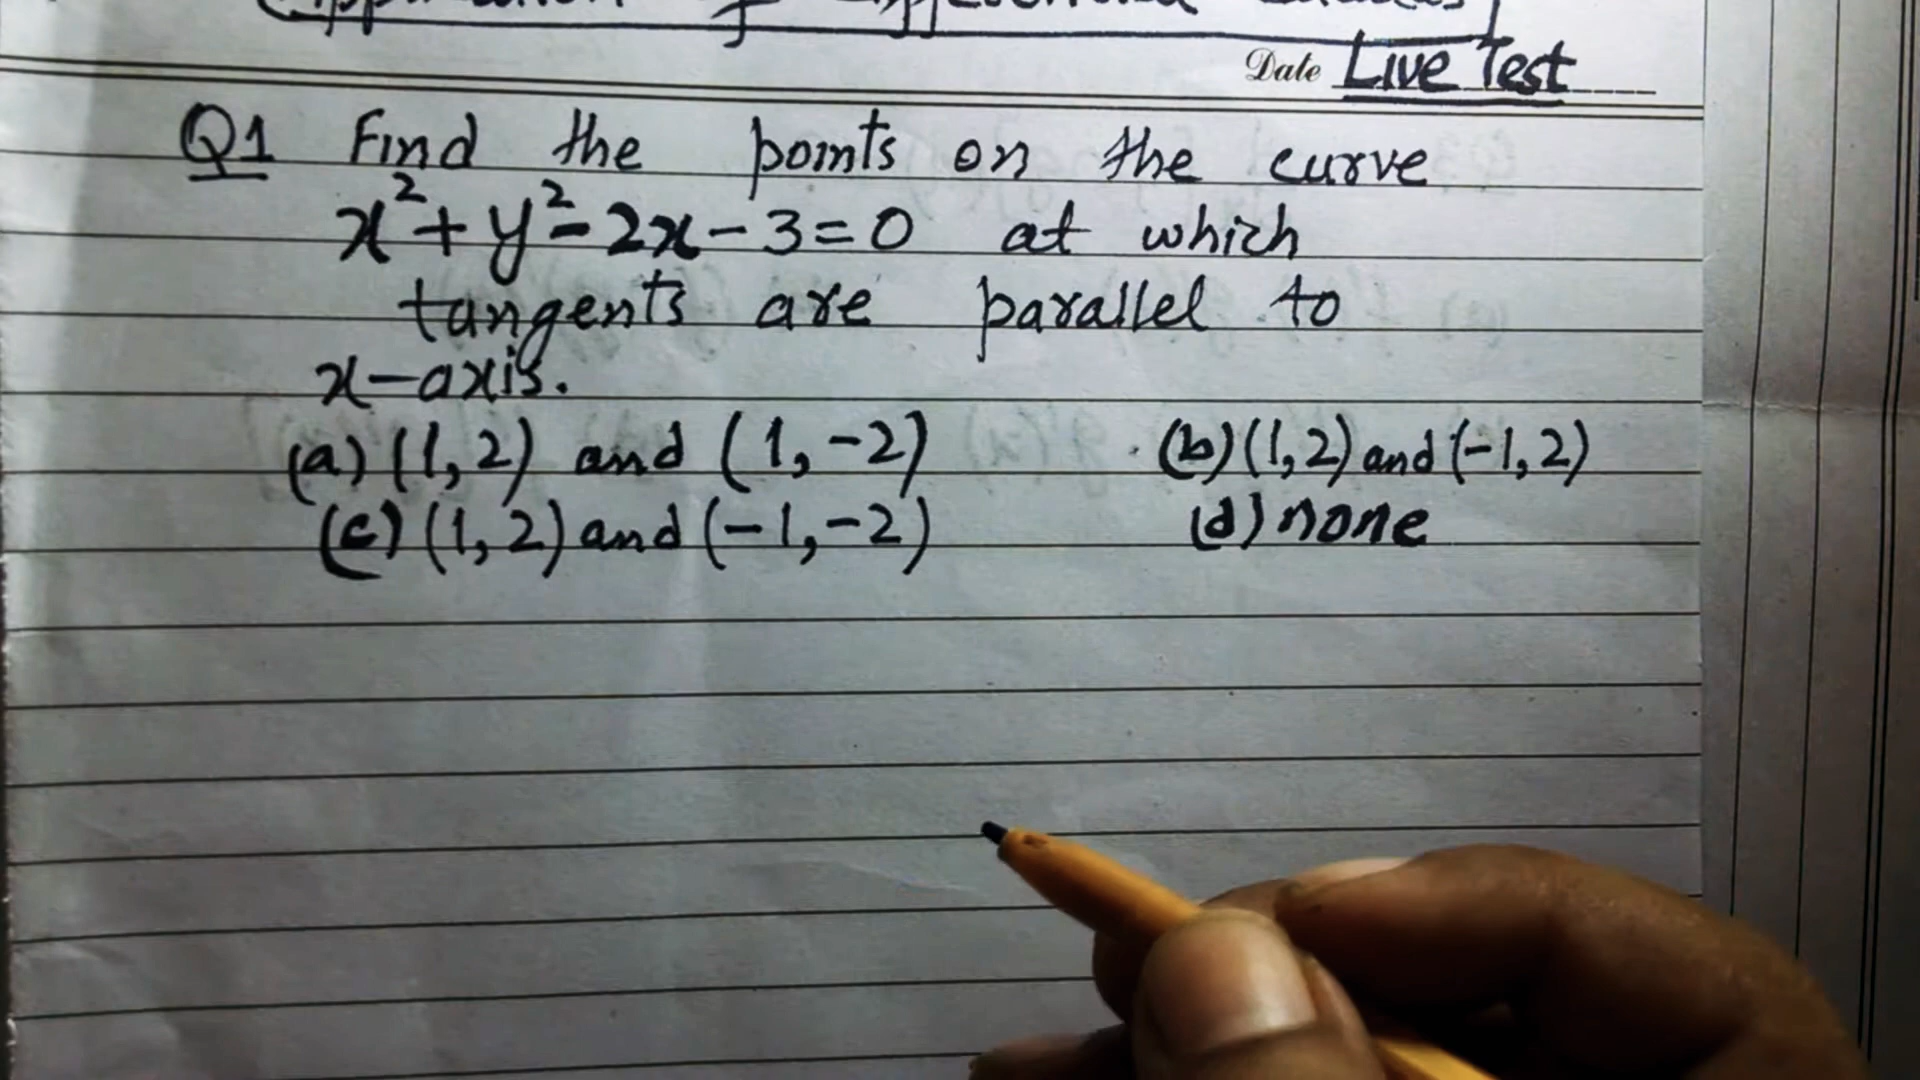 Date Live Test
Q1 Find the points on the curve
x²+y²-2x-3=0 at which
tangents are parallel to
x-axis.
(a) (1,2) and (1,-2) (b) (1,2) and (-1,2)
(c) (1,2) and (-1,-2) (d) none